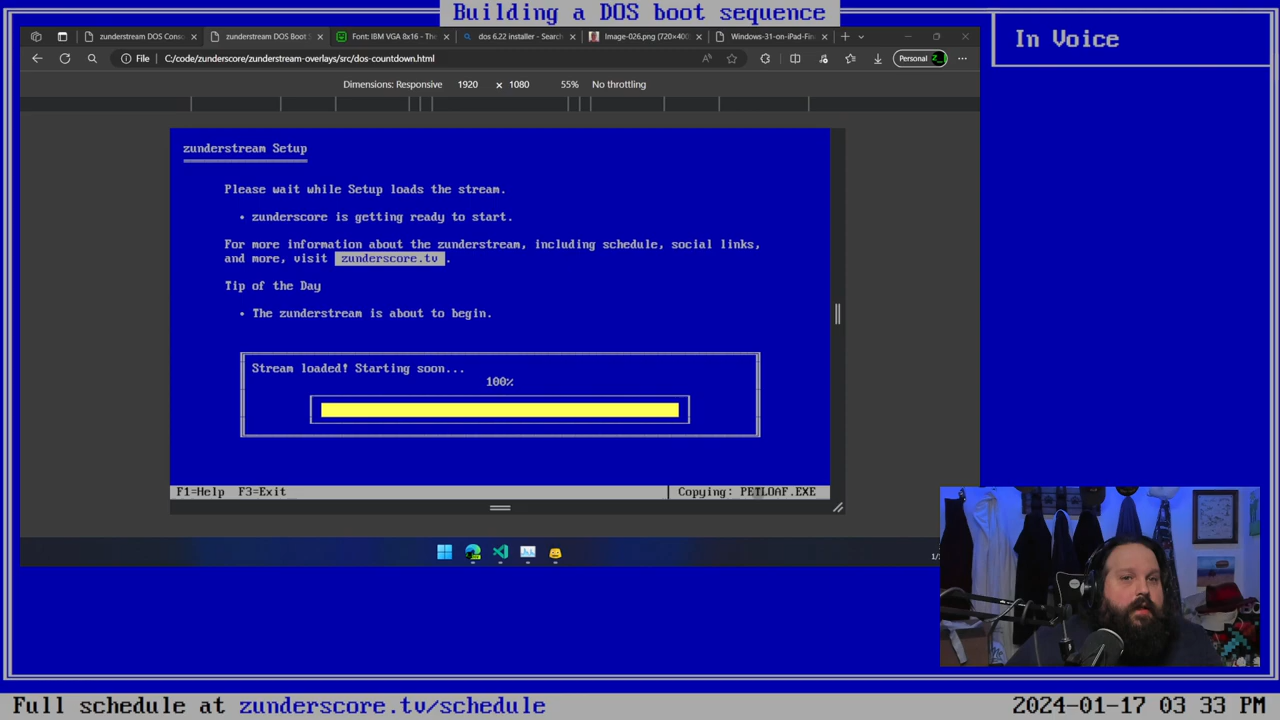 Building a DOS boot sequence
In Voice
zunderstream DOS Conso
zunderstream DOS Boot S
Font: IBM VGA 8x16 - The
dos 6.22 installer - Search
Image-026.png (720×400)
Windows-31-on-iPad-Fin
File
C:/code/zunderscore/zunderstream-overlays/src/dos-countdown.html
Personal
Dimensions: Responsive 1920 × 1080 55% No throttling
zunderstream Setup
Please wait while Setup loads the stream.
• zunderscore is getting ready to start.
For more information about the zunderstream, including schedule, social links,
and more, visit zunderscore.tv .
Tip of the Day
• The zunderstream is about to begin.
Stream loaded! Starting soon...
100%
F1=Help F3=Exit
Copying: PETLOAF.EXE
Full schedule at zunderscore.tv/schedule
2024-01-17 03 33 PM